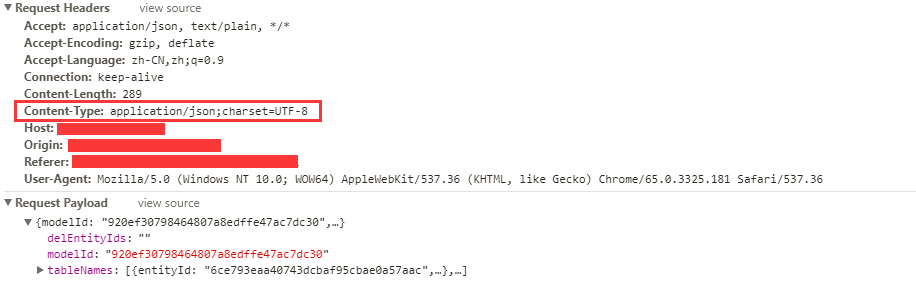 Request Headers view source
Accept: application/json, text/plain, */*
Accept-Encoding: gzip, deflate
Accept-Language: zh-CN,zh;q=0.9
Connection: keep-alive
Content-Length: 289
Content-Type: application/json;charset=UTF-8
Host:
Origin:
Referer:
User-Agent: Mozilla/5.0 (Windows NT 10.0; WOW64) AppleWebKit/537.36 (KHTML, like Gecko) Chrome/65.0.3325.181 Safari/537.36
Request Payload view source
{modelId: "920ef30798464807a8edffe47ac7dc30",…}
delEntityIds: ""
modelId: "920ef30798464807a8edffe47ac7dc30"
tableNames: [{entityId: "6ce793eaa40743dcbaf95cbae0a57aac",…},…]